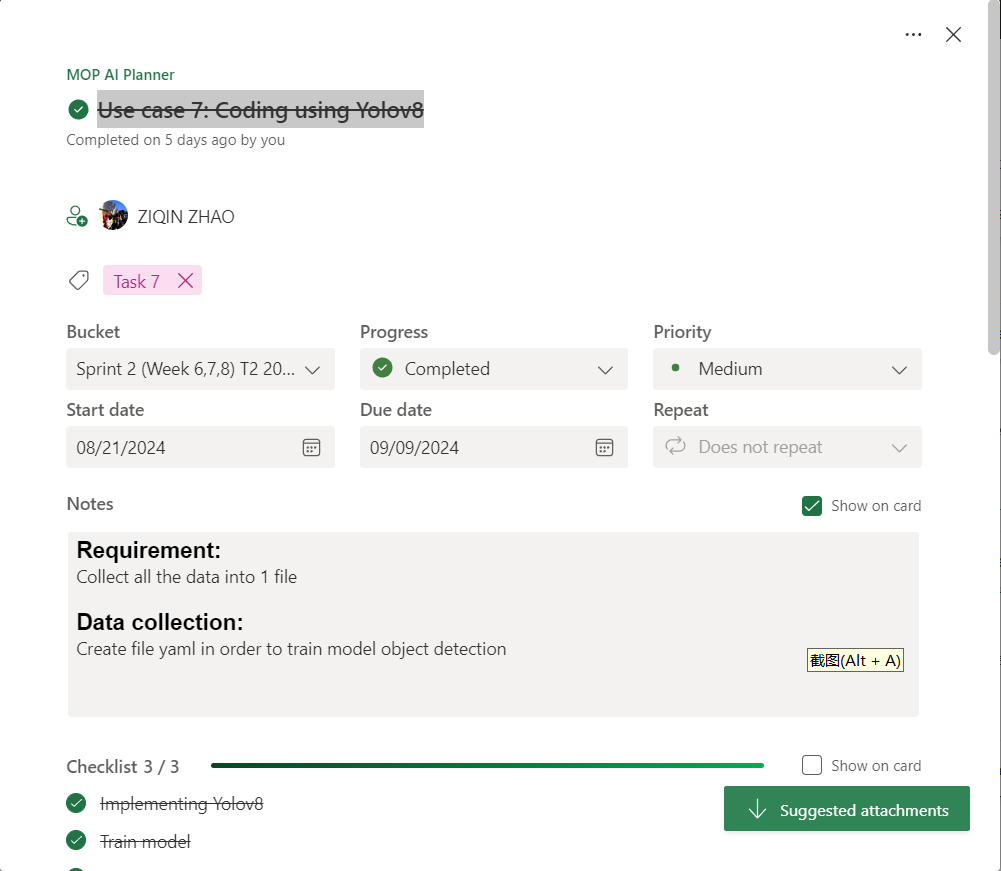 MOP AI Planner
Use case 7: Coding using Yolov8
Completed on 5 days ago by you
ZIQIN ZHAO
Task 7
Bucket Progress Priority
Sprint 2 (Week 6,7,8) T2 20... Completed Medium
Start date Due date Repeat
08/21/2024 09/09/2024 Does not repeat
Notes Show on card
Requirement:
Collect all the data into 1 file
Data collection:
Create file yaml in order to train model object detection
截图(Alt + A)
Checklist 3 / 3 Show on card
Implementing Yolov8
Suggested attachments
Train model